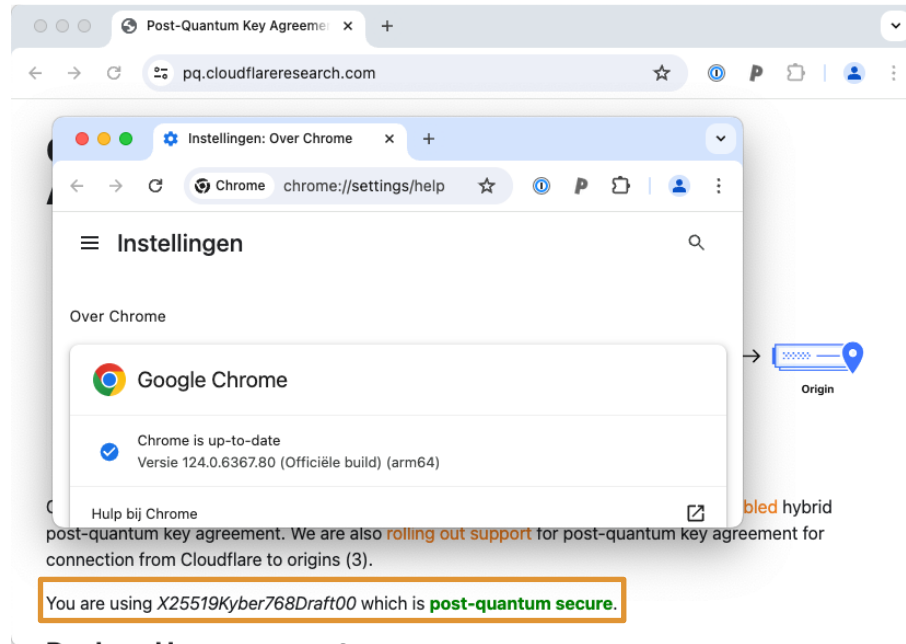 Post-Quantum Key Agreeme
pq.cloudflareresearch.com
Instellingen: Over Chrome
Chrome chrome://settings/help
Instellingen
Over Chrome
Google Chrome
Chrome is up-to-date
Versie 124.0.6367.80 (Officiële build) (arm64)
Hulp bij Chrome
Origin
bled hybrid
post-quantum key agreement. We are also rolling out support for post-quantum key agreement for
connection from Cloudflare to origins (3).
You are using X25519Kyber768Draft00 which is post-quantum secure.